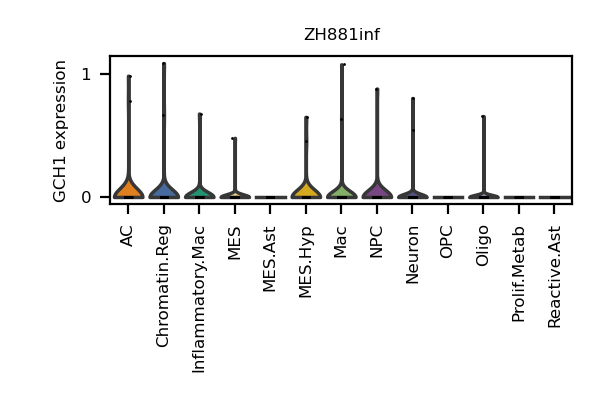 ZH881inf
GCH1 expression
1
0
AC
Chromatin.Reg
Inflammatory.Mac
MES
MES.Ast
MES.Hyp
Mac
NPC
Neuron
OPC
Oligo
Prolif.Metab
Reactive.Ast